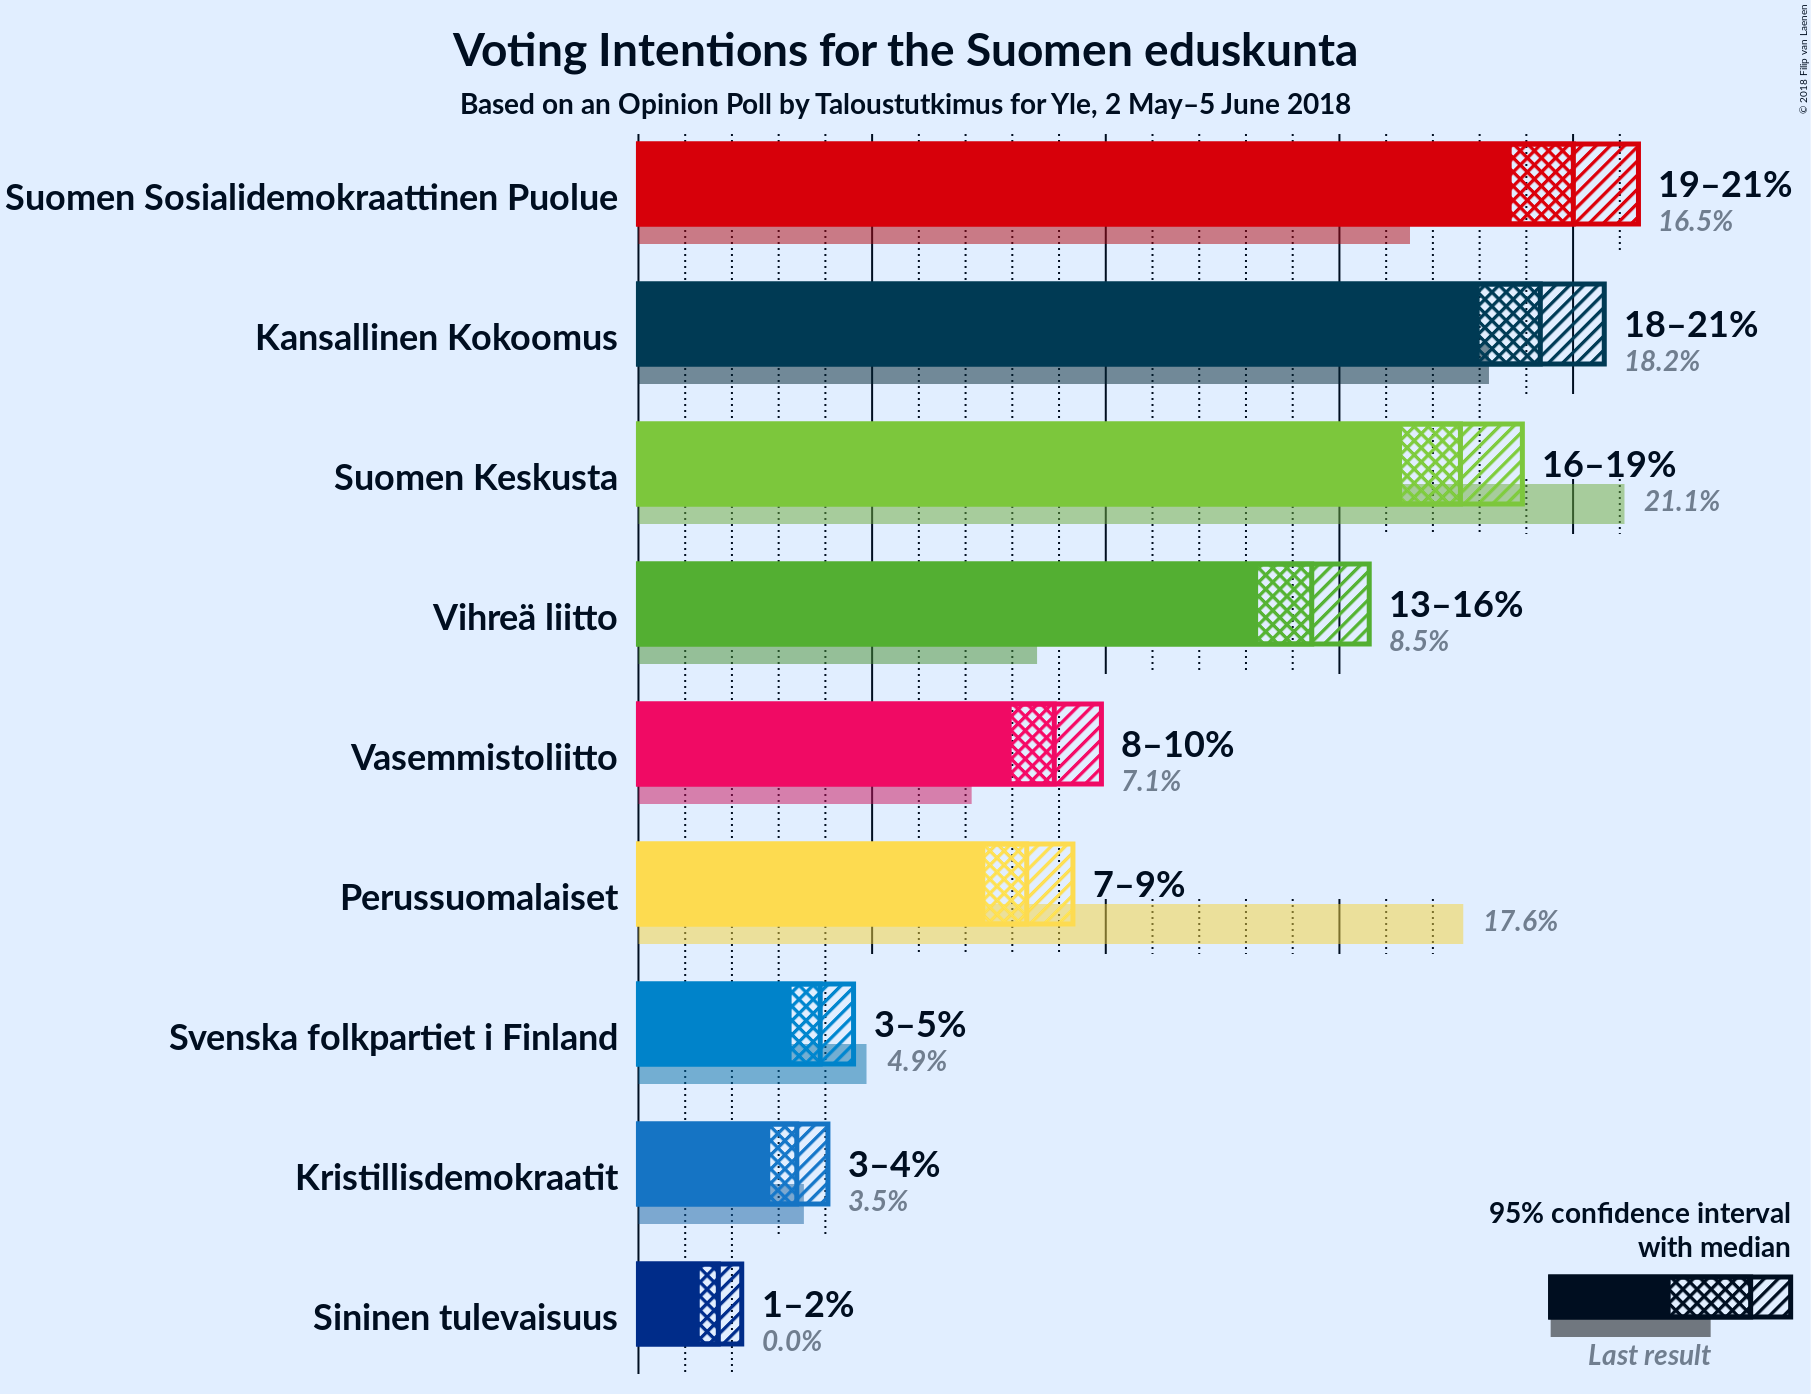 Voting Intentions for the Suomen eduskunta
Based on an Opinion Poll by Taloustutkimus for Yle, 2 May–5 June 2018
© 2018 Filip van Laenen
Suomen Sosialidemokraattinen Puolue
19–21%
16.5%
Kansallinen Kokoomus
18–21%
18.2%
Suomen Keskusta
16–19%
21.1%
Vihreä liitto
13–16%
8.5%
Vasemmistoliitto
8–10%
7.1%
Perussuomalaiset
7–9%
17.6%
Svenska folkpartiet i Finland
3–5%
4.9%
Kristillisdemokraatit
3–4%
3.5%
Sininen tulevaisuus
1–2%
0.0%
95% confidence interval
with median
Last result